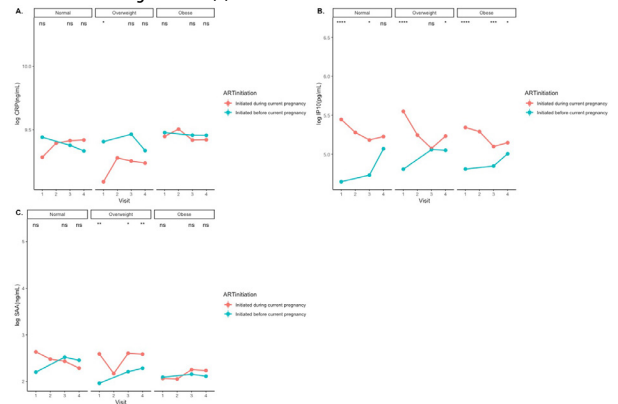 A.
Normal Overweight Obese
ns ns ns * ns ns ns ns
10.0
log CRP(ng/mL)
ARTinitiation
Initiated during current pregnancy
Initiated before current pregnancy
1 2 3 4 1 2 3 4 1 2 3 4
Visit
B.
Normal Overweight Obese
**** * ns **** ns * **** *** *
6.5
6.0
5.5
5.0
log IP10(pg/mL)
ARTinitiation
Initiated during current pregnancy
Initiated before current pregnancy
1 2 3 4 1 2 3 4 1 2 3 4
Visit
C.
Normal Overweight Obese
ns ns ns ** * ** ns ns ns
5
4
3
2
log SAA(ng/mL)
ARTinitiation
Initiated during current pregnancy
Initiated before current pregnancy
1 2 3 4 1 2 3 4 1 2 3 4
Visit